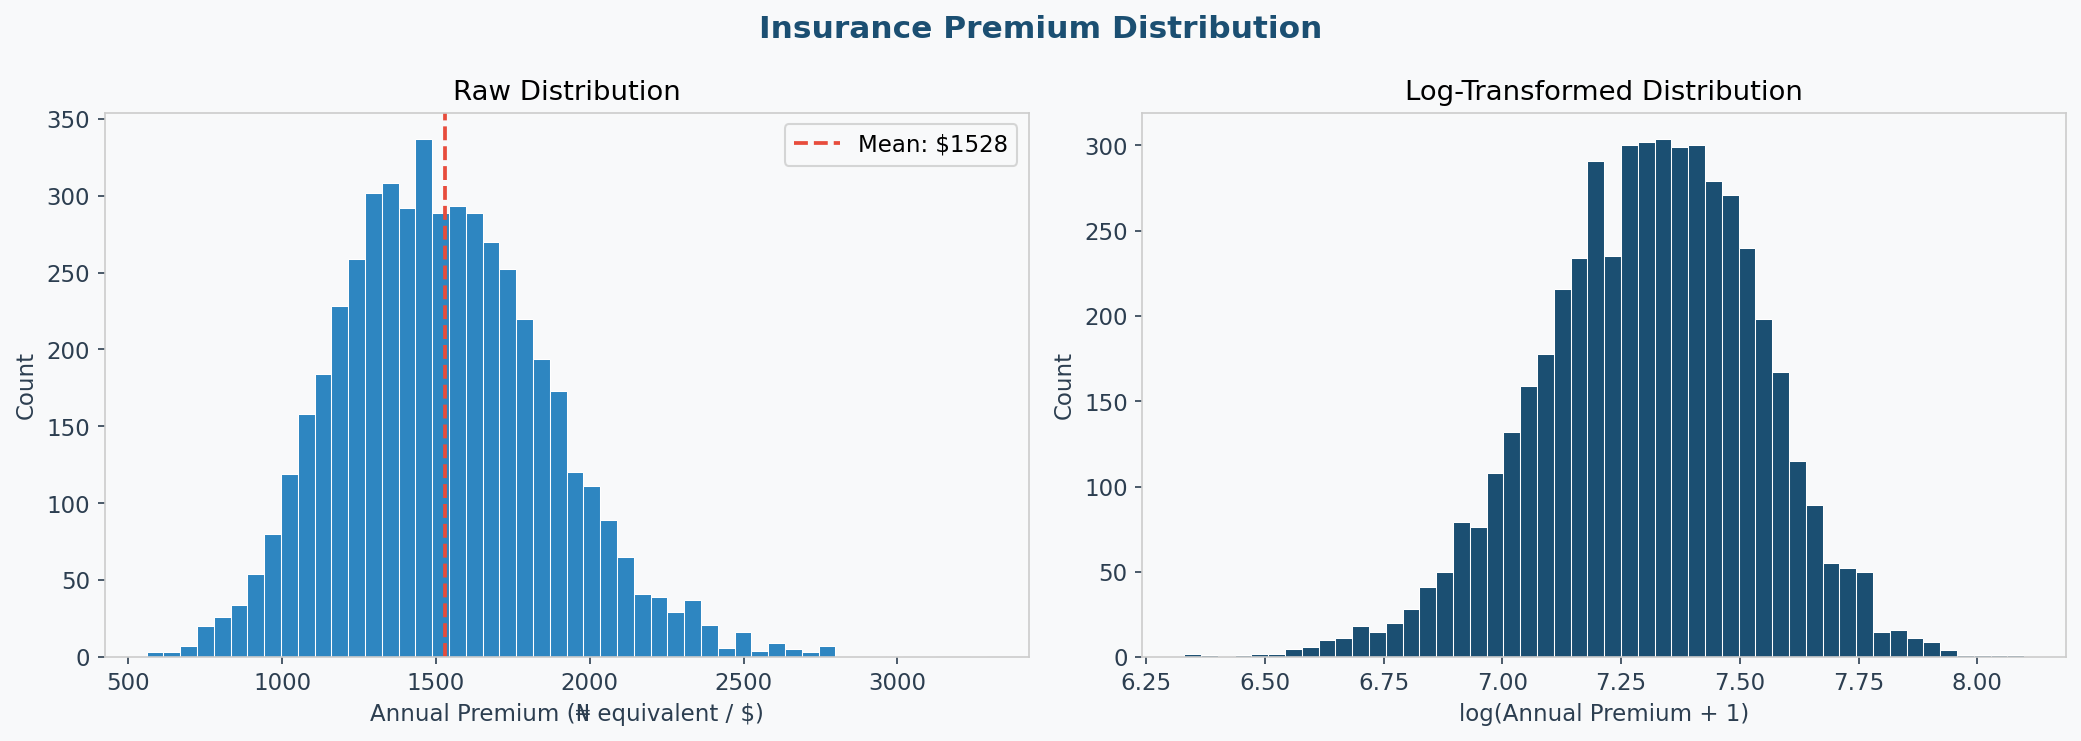 Insurance Premium Distribution
Raw Distribution
350
300
250
200
150
100
50
0
Count
Mean: $1528
500 1000 1500 2000 2500 3000
Annual Premium (₦ equivalent / $)
Log-Transformed Distribution
300
250
200
150
100
50
0
Count
6.25 6.50 6.75 7.00 7.25 7.50 7.75 8.00
log(Annual Premium + 1)